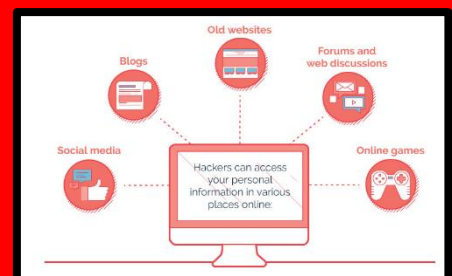 Old websites
Blogs
Forums and
web discussions
Social media
Online games
Hackers can access
your personal
information in various
places online.